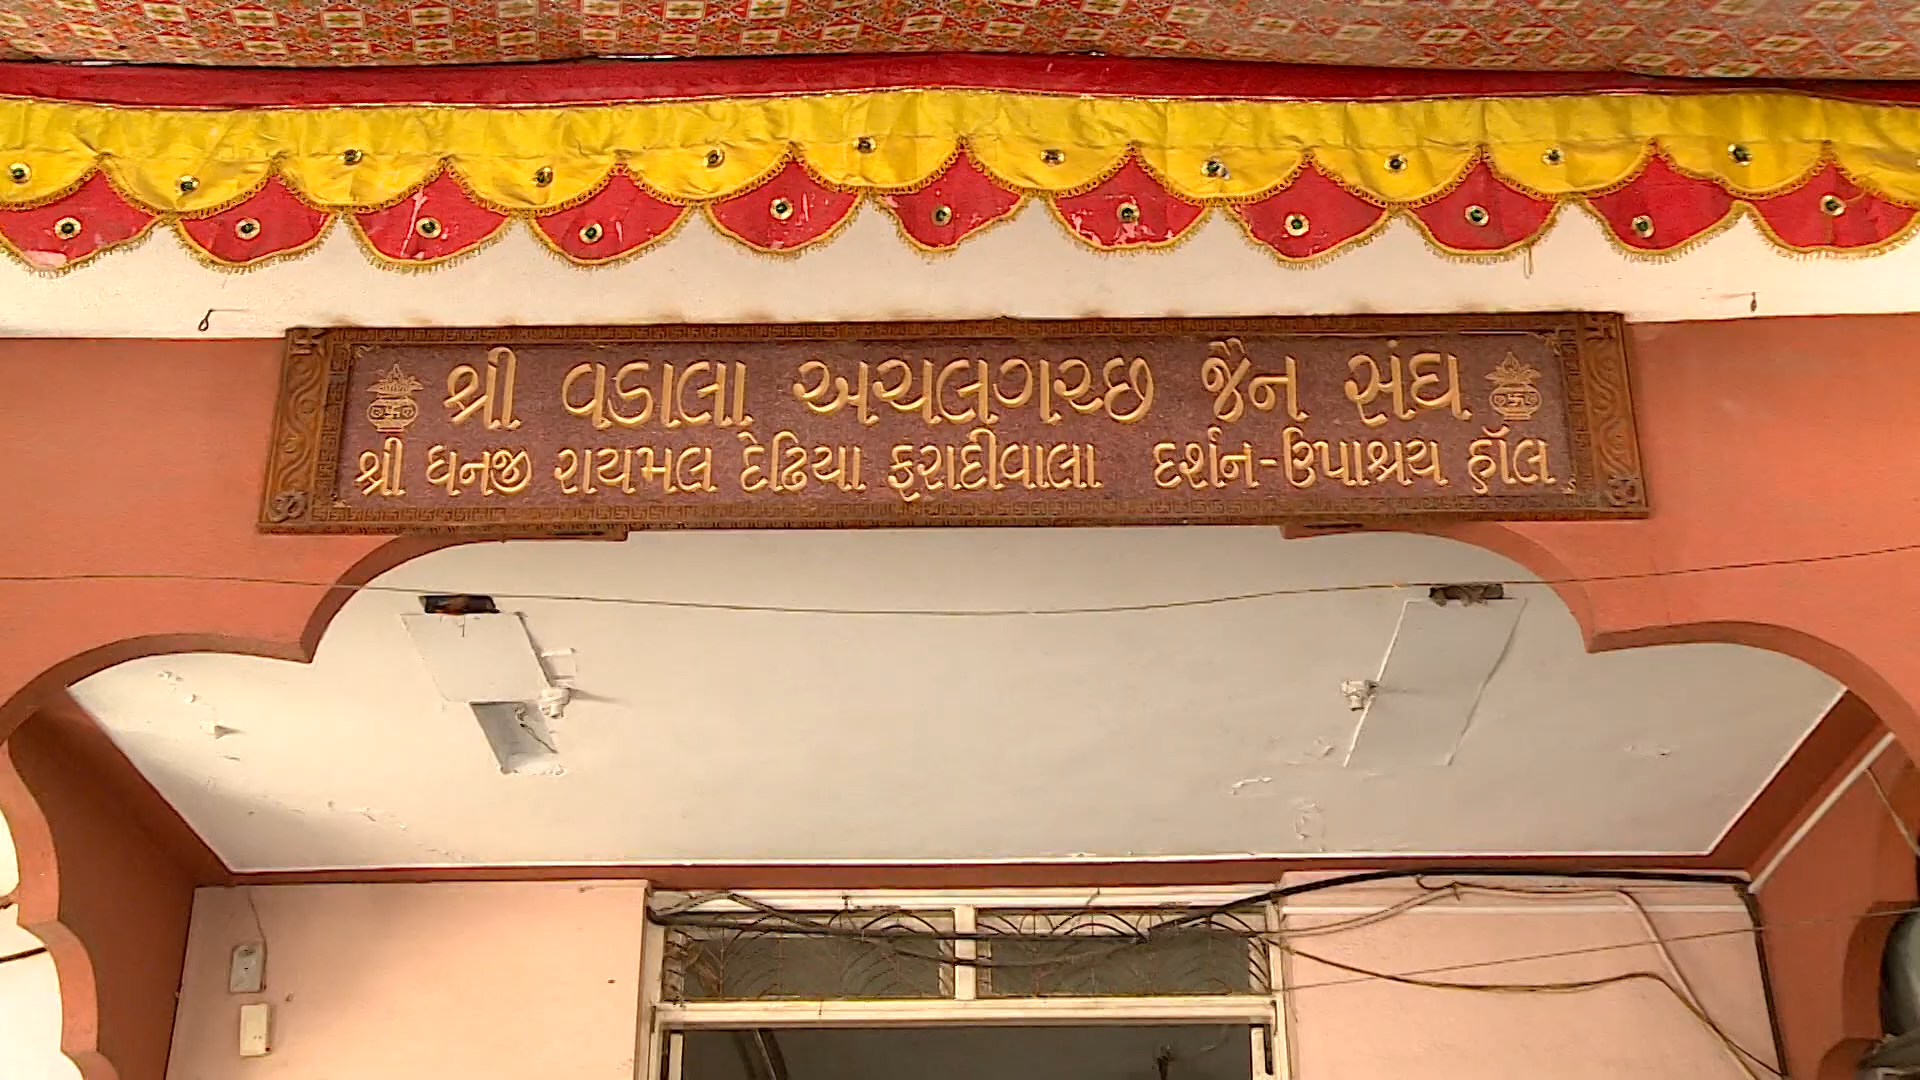 શ્રી વડાલા અચલગચ્છ જૈન સંઘ
શ્રી ધનજી રાયમલ દેઢિયા ફરાદીવાલા દર્શન-ઉપાશ્રય હૉલ